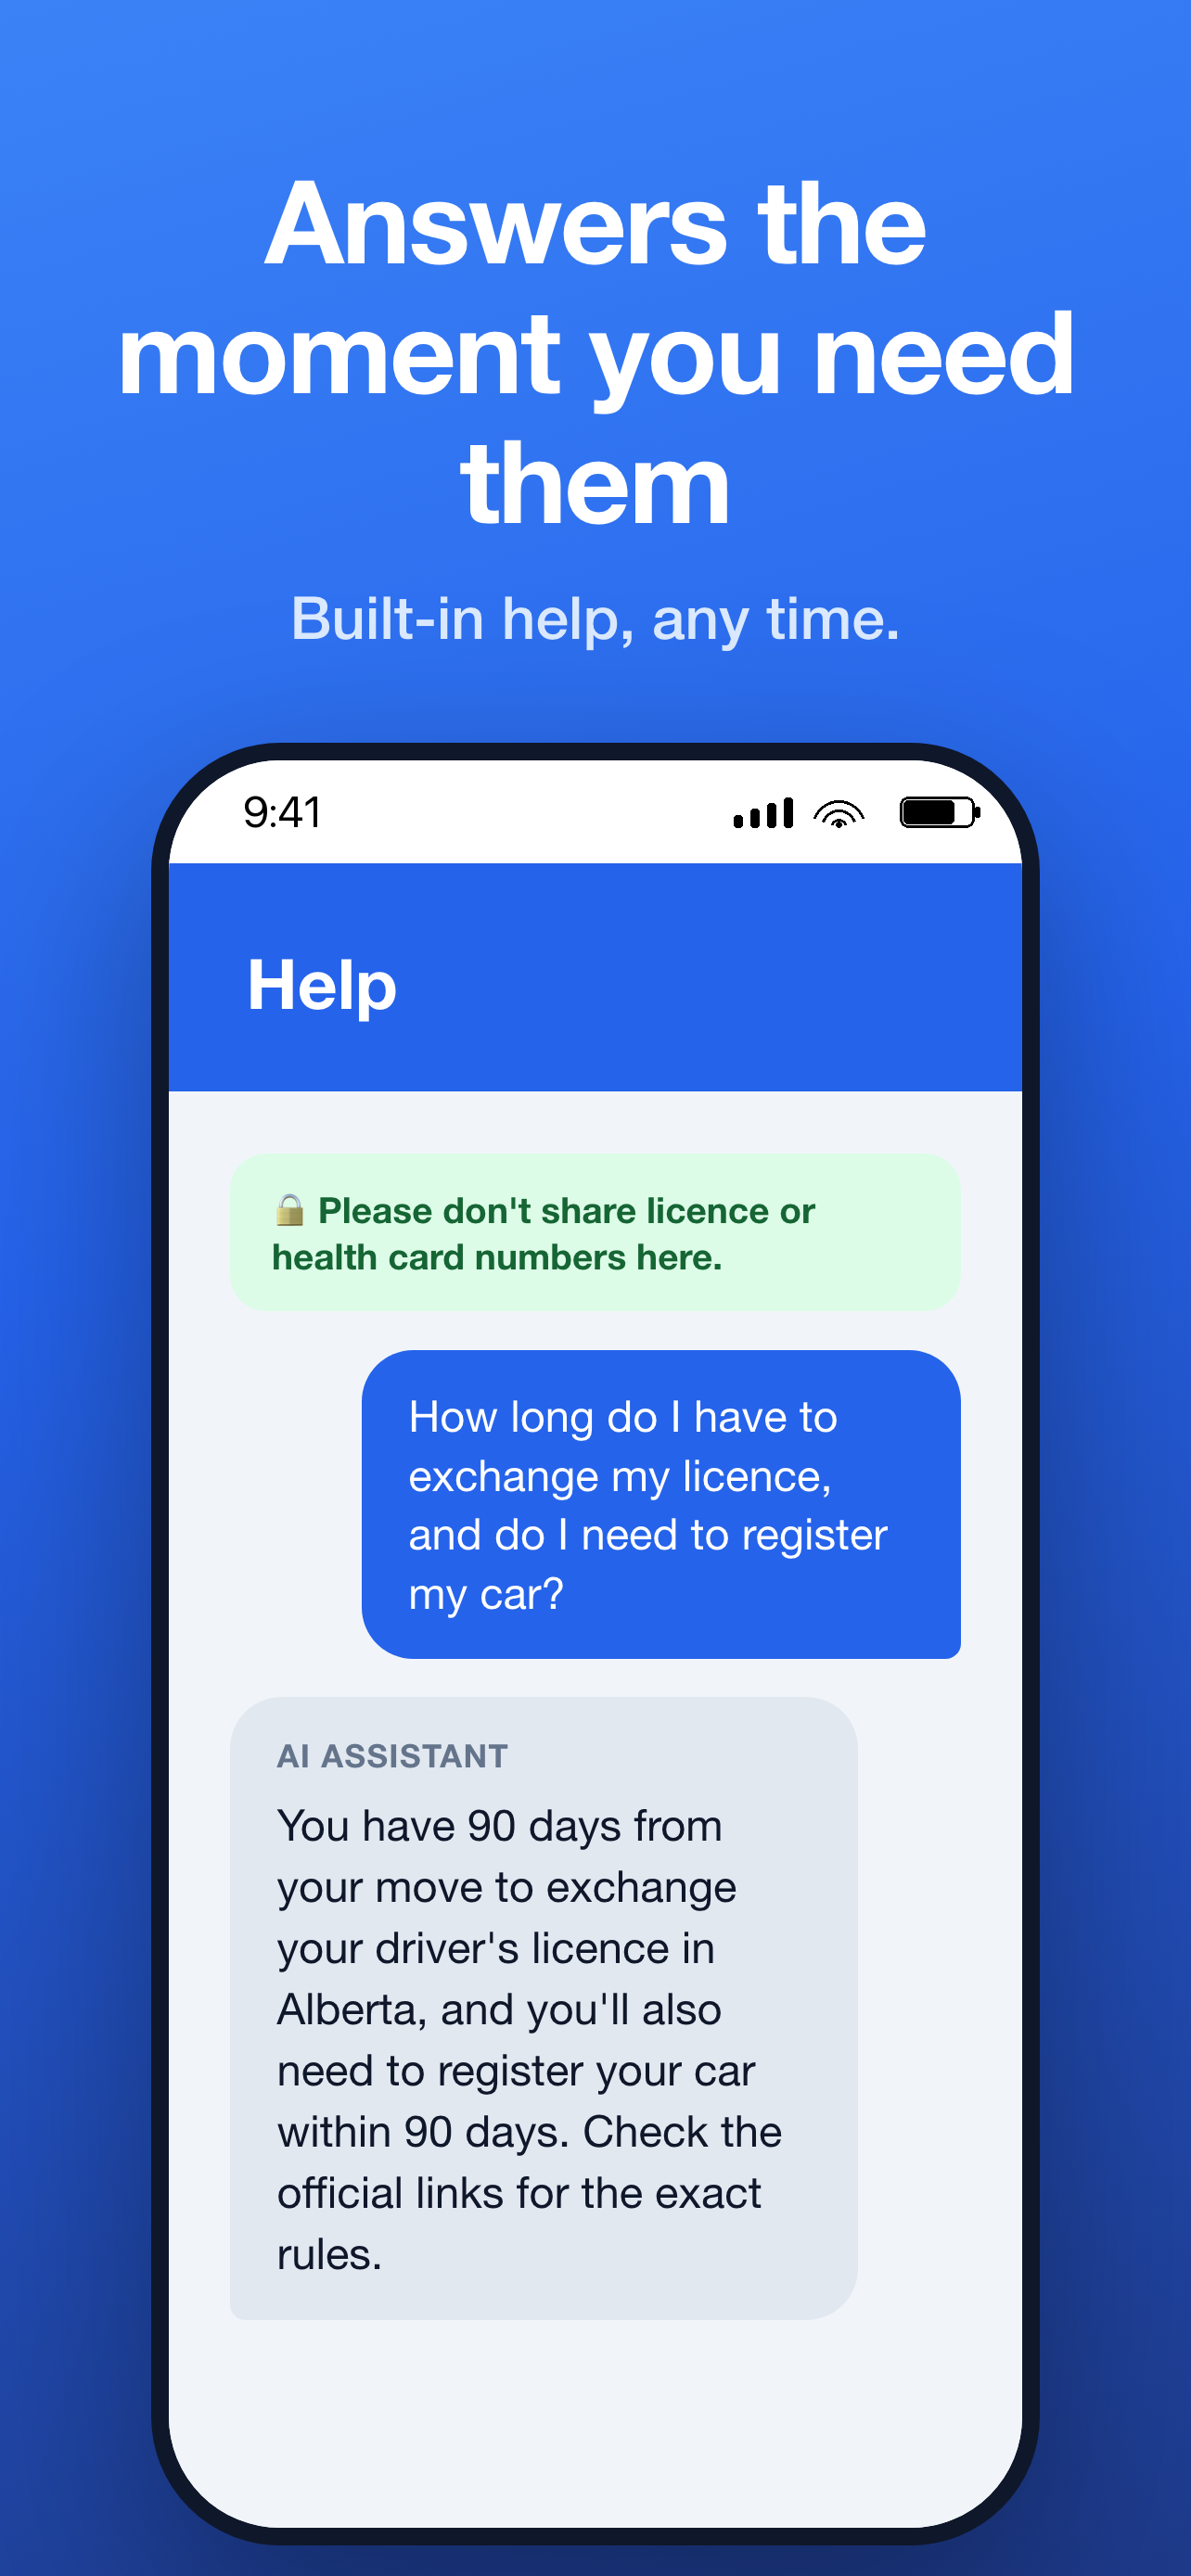 Answers the
moment you need
them
Built-in help, any time.
9:41
Help
🔒 Please don't share licence or
health card numbers here.
How long do I have to
exchange my licence,
and do I need to register
my car?
AI ASSISTANT
You have 90 days from
your move to exchange
your driver's licence in
Alberta, and you'll also
need to register your car
within 90 days. Check the
official links for the exact
rules.